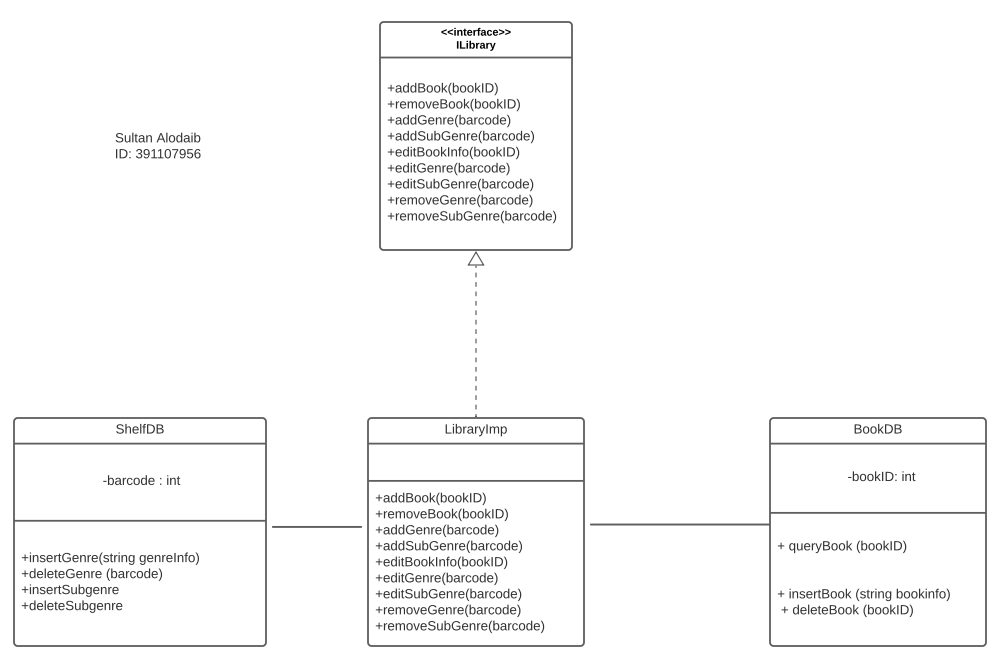 <<interface>>
ILibrary
+addBook(bookID)
+removeBook(bookID)
+addGenre(barcode)
+addSubGenre(barcode)
+editBookInfo(bookID)
+editGenre(barcode)
+editSubGenre(barcode)
+removeGenre(barcode)
+removeSubGenre(barcode)
Sultan Alodaib
ID: 391107956
ShelfDB
-barcode : int
+insertGenre(string genreInfo)
+deleteGenre (barcode)
+insertSubgenre
+deleteSubgenre
LibraryImp
+addBook(bookID)
+removeBook(bookID)
+addGenre(barcode)
+addSubGenre(barcode)
+editBookInfo(bookID)
+editGenre(barcode)
+editSubGenre(barcode)
+removeGenre(barcode)
+removeSubGenre(barcode)
BookDB
-bookID: int
+ queryBook (bookID)
+ insertBook (string bookinfo)
+ deleteBook (bookID)